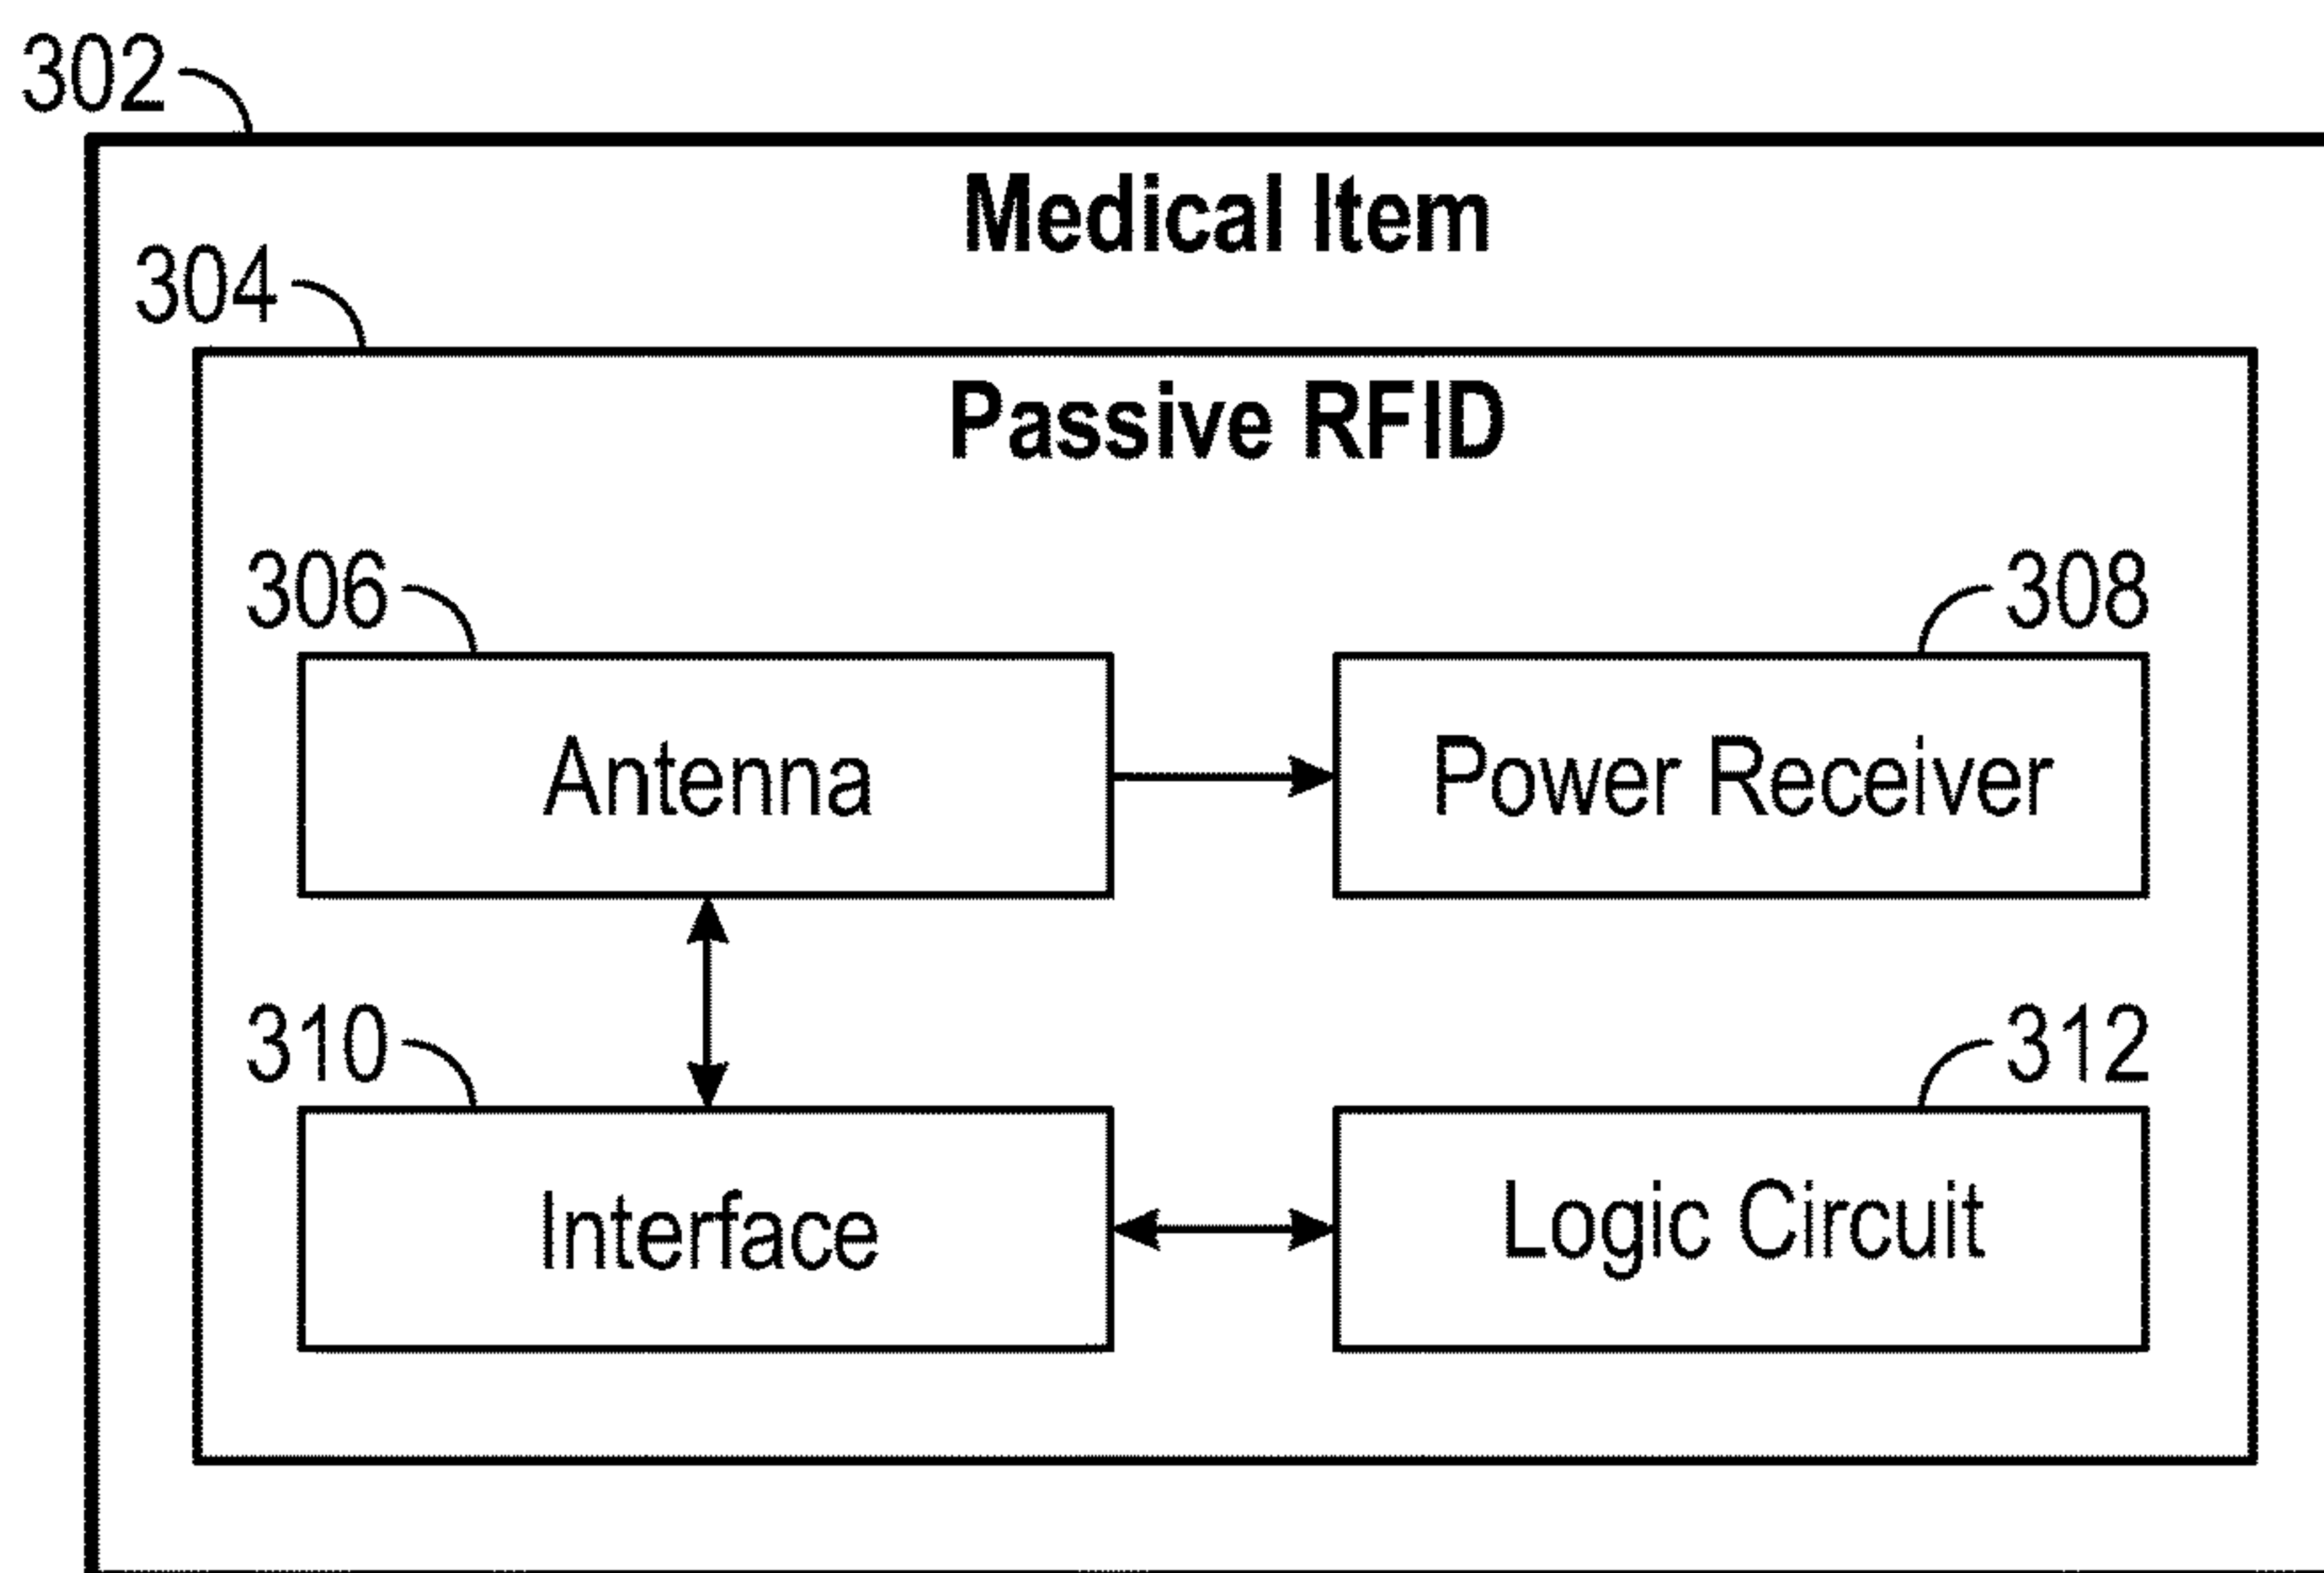 302
Medical Item
304
Passive RFID
306
308
Antenna
Power Receiver
310
312
Interface
Logic Circuit